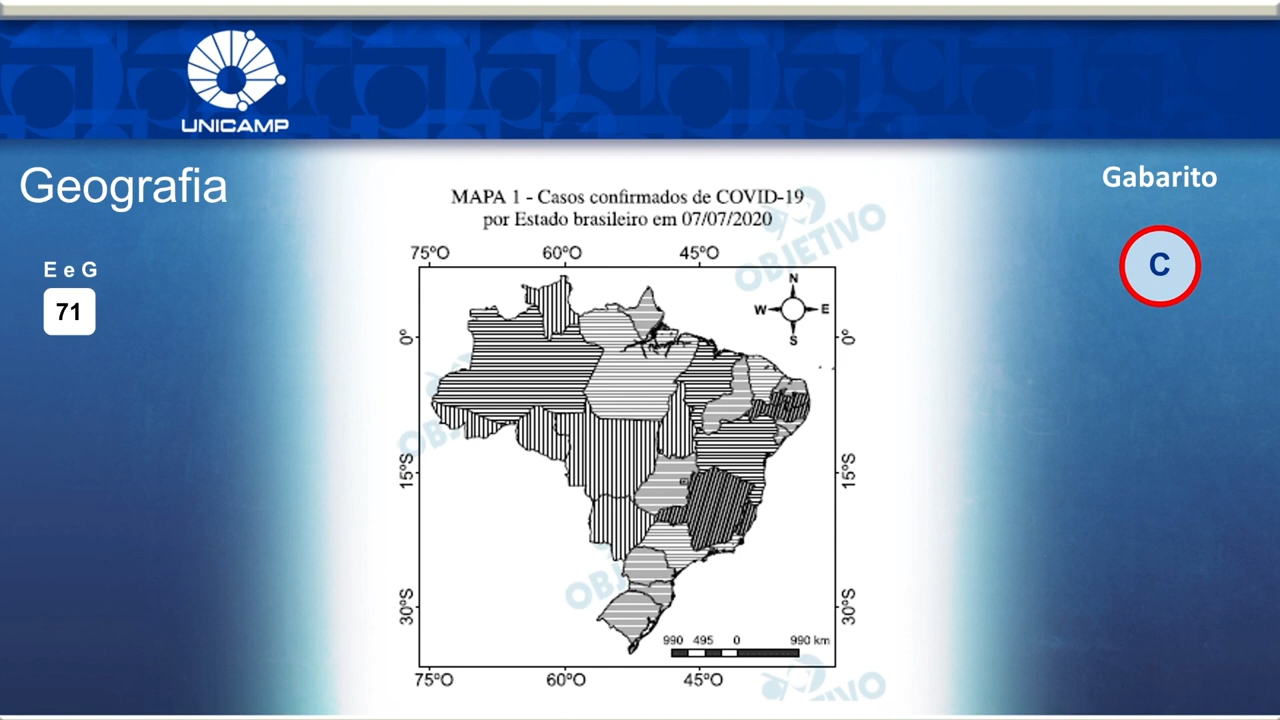 UNICAMP
Geografia
E e G
71
Gabarito
C
MAPA 1 - Casos confirmados de COVID-19
por Estado brasileiro em 07/07/2020
75ºO 60ºO 45ºO
N
W E
S
0º 0º
15ºS 15ºS
30ºS 30ºS
990 495 0 990 km
75ºO 60ºO 45ºO
OBJETIVO